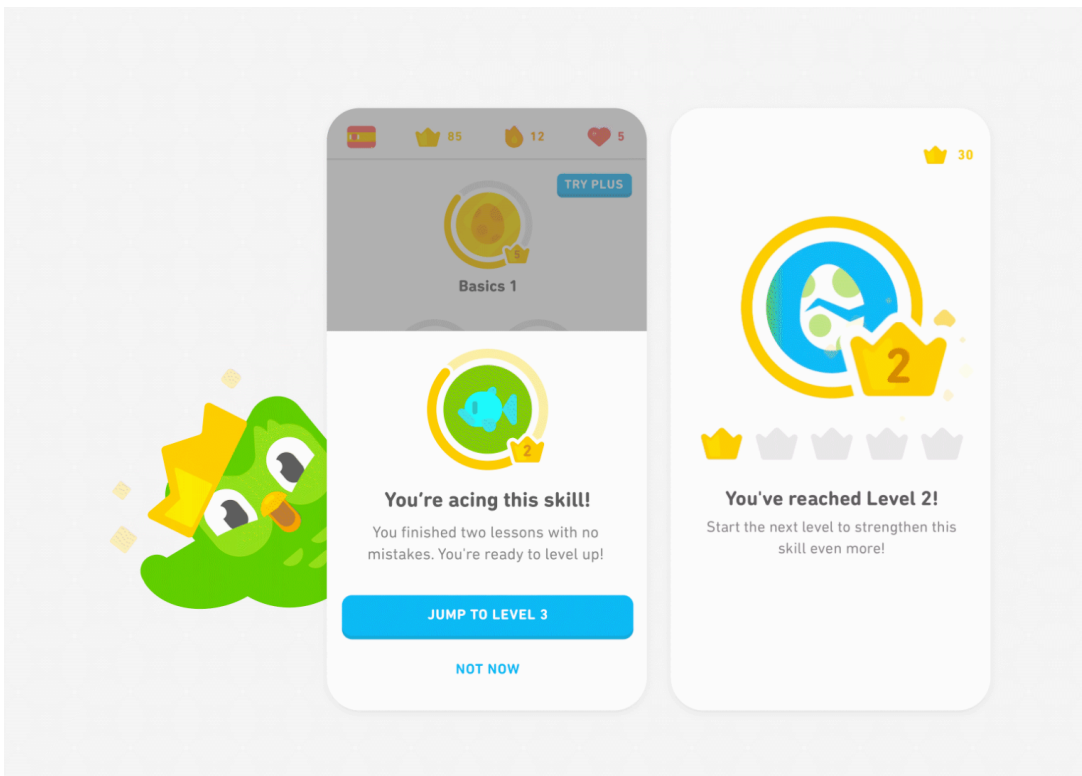 85 12 5
TRY PLUS
5
Basics 1
2
You’re acing this skill!
You finished two lessons with no
mistakes. You're ready to level up!
JUMP TO LEVEL 3
NOT NOW
30
2
You've reached Level 2!
Start the next level to strengthen this
skill even more!